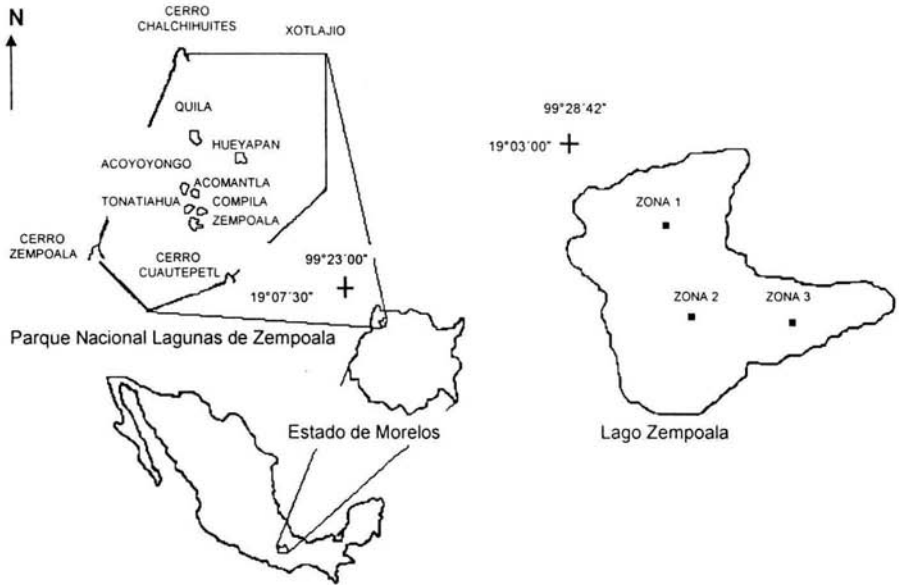 N
CERRO
CHALCHIHUITES
XOTLAJIO
QUILA
HUEYAPAN
ACOYOYONGO
ACOMANTLA
TONATIAHUA
COMPILA
ZEMPOALA
CERRO
ZEMPOALA
CERRO
CUAUTEPETL
99°23´00"
19°07´30"
Parque Nacional Lagunas de Zempoala
Estado de Morelos
99°28´42"
19°03´00"
ZONA 1
ZONA 2
ZONA 3
Lago Zempoala